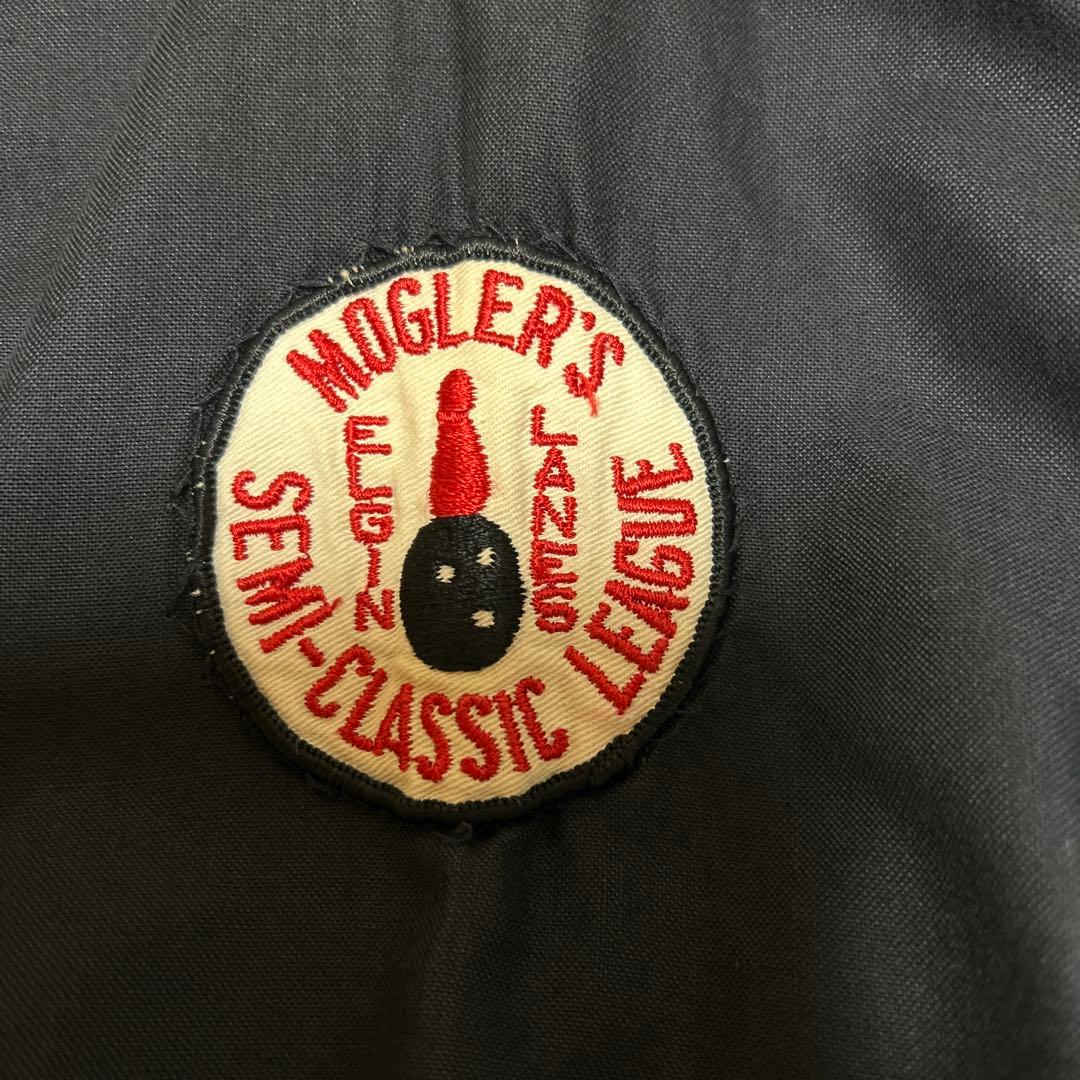 MOGLER'S
ELGIN
LANES
SEMI-CLASSIC LEAGUE